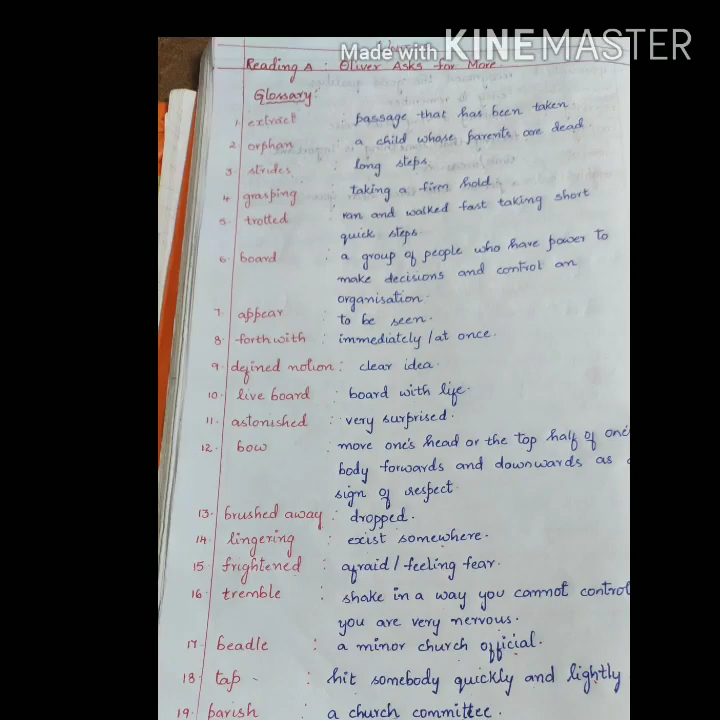 Made with KINEMASTER
Reading A : Oliver Asks for More
Glossary:
1. extract : passage that has been taken
2. orphan : a child whose parents are dead.
3. strides : long steps.
4. grasping : taking a firm hold.
5. trotted : ran and walked fast taking short
quick steps.
6. board : a group of people who have power to
make decisions and control an
organisation.
7. appear : to be seen.
8. forthwith : immediately / at once.
9. defined notion : clear idea.
10. live board : board with life.
11. astonished : very surprised.
12. bow : move one's head or the top half of one's
body forwards and downwards as
sign of respect.
13. brushed away : dropped.
14. lingering : exist somewhere.
15. frightened : afraid / feeling fear.
16. tremble : shake in a way you cannot control
you are very nervous.
17. beadle : a minor church official.
18. tap - : hit somebody quickly and lightly
19. parish : a church committee.